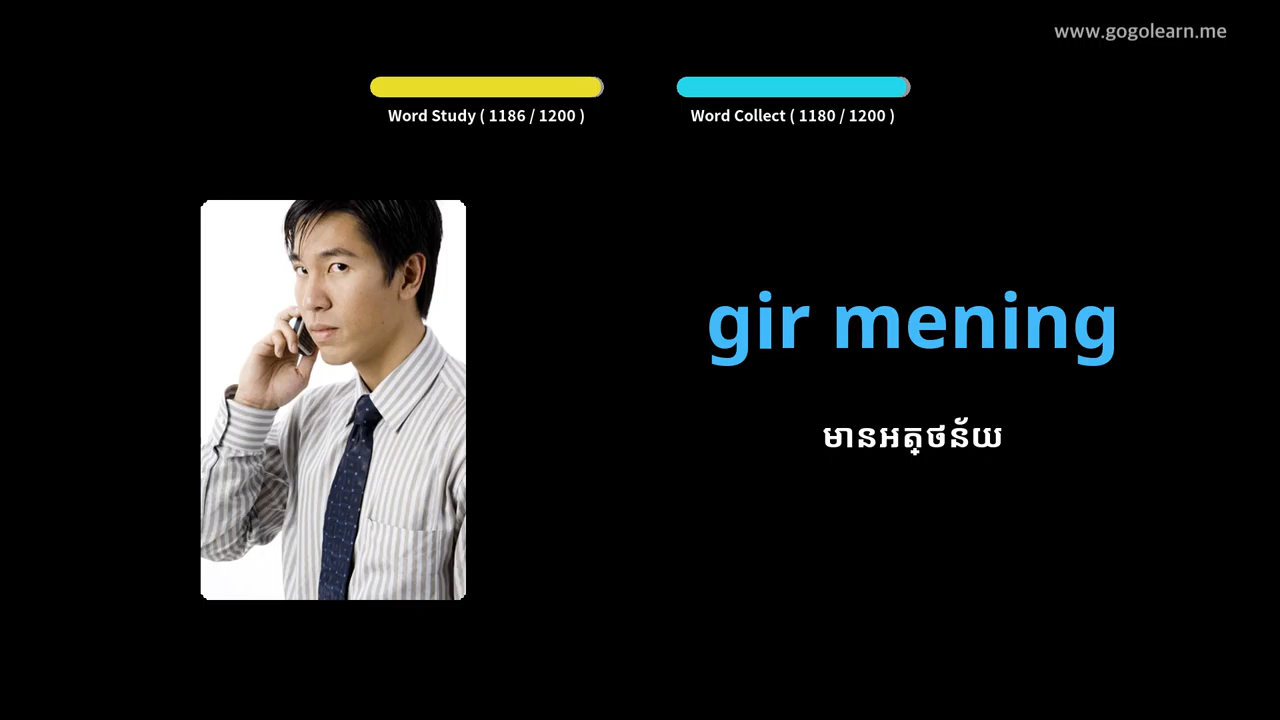 www.gogolearn.me
Word Study ( 1186 / 1200 )
Word Collect ( 1180 / 1200 )
gir mening
មានអត្ថន័យ